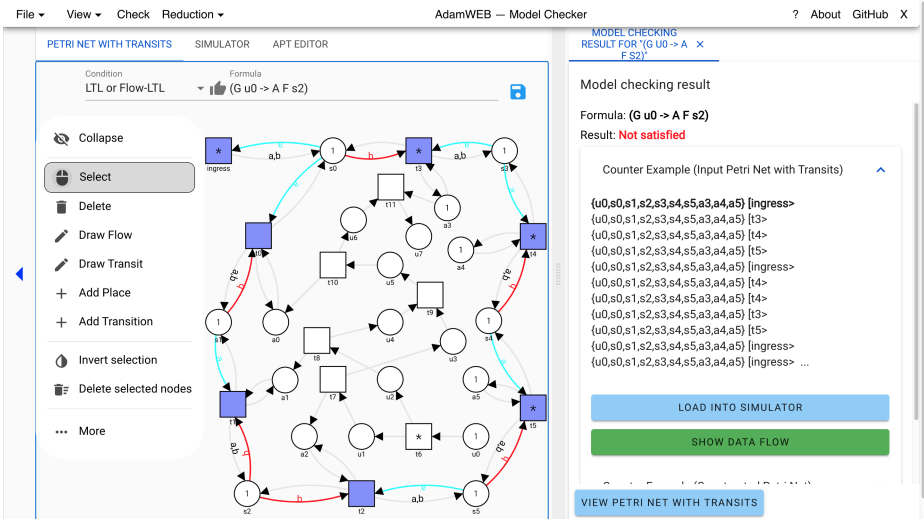 File View Check Reduction AdamWEB — Model Checker ? About GitHub X
PETRI NET WITH TRANSITS SIMULATOR APT EDITOR
MODEL CHECKING
RESULT FOR "(G U0 -> A
F S2)"
Condition
LTL or Flow-LTL
Formula
(G u0 -> A F s2)
Collapse
Select
Delete
Draw Flow
Draw Transit
Add Place
Add Transition
Invert selection
Delete selected nodes
More
* ingress
a,b
1 s0
b
* t3
a,b
1 s3
t11
1 a3
u6
u7
t0
1 a4
* t4
t10
u5
a,b
b
a,b
b
t9
1 s1
a0
u4
1 s4
t8
u3
a1
t7
u2
1 a5
t1
* t5
a2
u1
* t6
1 u0
a,b
b
a,b
b
1 s2
b
t2
a,b
1 s5
Model checking result
Formula: (G u0 -> A F s2)
Result: Not satisfied
Counter Example (Input Petri Net with Transits)
{u0,s0,s1,s2,s3,s4,s5,a3,a4,a5} [ingress>
{u0,s0,s1,s2,s3,s4,s5,a3,a4,a5} [t3>
{u0,s0,s1,s2,s3,s4,s5,a3,a4,a5} [t4>
{u0,s0,s1,s2,s3,s4,s5,a3,a4,a5} [t5>
{u0,s0,s1,s2,s3,s4,s5,a3,a4,a5} [ingress>
{u0,s0,s1,s2,s3,s4,s5,a3,a4,a5} [t4>
{u0,s0,s1,s2,s3,s4,s5,a3,a4,a5} [t4>
{u0,s0,s1,s2,s3,s4,s5,a3,a4,a5} [t3>
{u0,s0,s1,s2,s3,s4,s5,a3,a4,a5} [t5>
{u0,s0,s1,s2,s3,s4,s5,a3,a4,a5} [ingress>
{u0,s0,s1,s2,s3,s4,s5,a3,a4,a5} [ingress> ...
LOAD INTO SIMULATOR
SHOW DATA FLOW
VIEW PETRI NET WITH TRANSITS